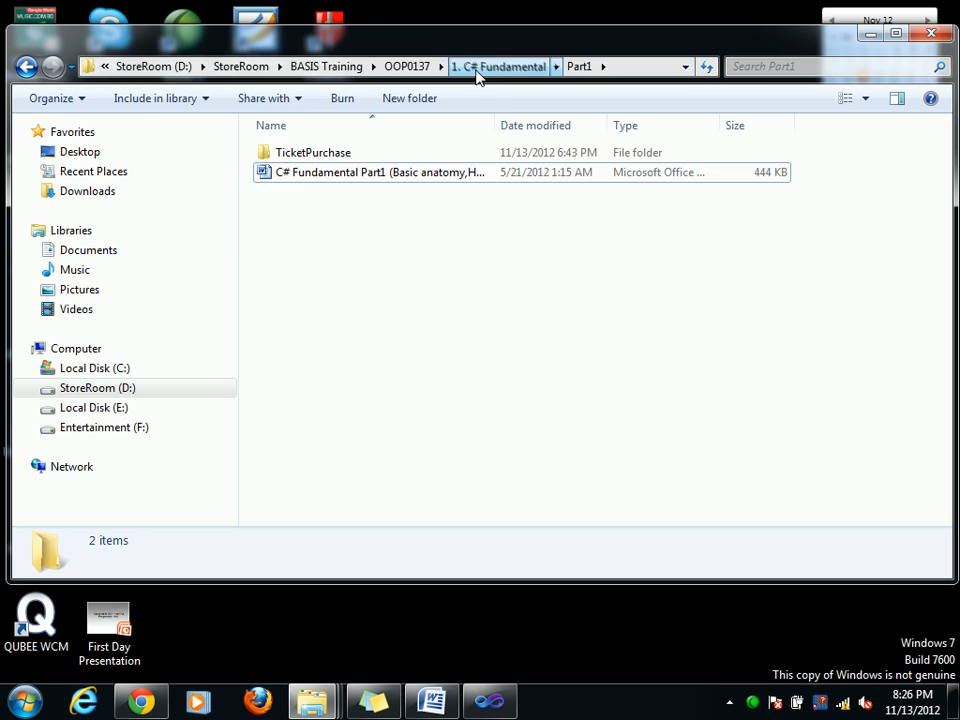 MUSIC.COM.BD
Nov 12
« StoreRoom (D:) StoreRoom BASIS Training OOP0137 1. C# Fundamental Part1
Search Part1
Organize Include in library Share with Burn New folder
Name Date modified Type Size
TicketPurchase 11/13/2012 6:43 PM File folder
C# Fundamental Part1 (Basic anatomy,H... 5/21/2012 1:15 AM Microsoft Office ... 444 KB
Favorites
Desktop
Recent Places
Downloads
Libraries
Documents
Music
Pictures
Videos
Computer
Local Disk (C:)
StoreRoom (D:)
Local Disk (E:)
Entertainment (F:)
Network
2 items
QUBEE WCM
First Day
Presentation
Windows 7
Build 7600
This copy of Windows is not genuine
8:26 PM
11/13/2012